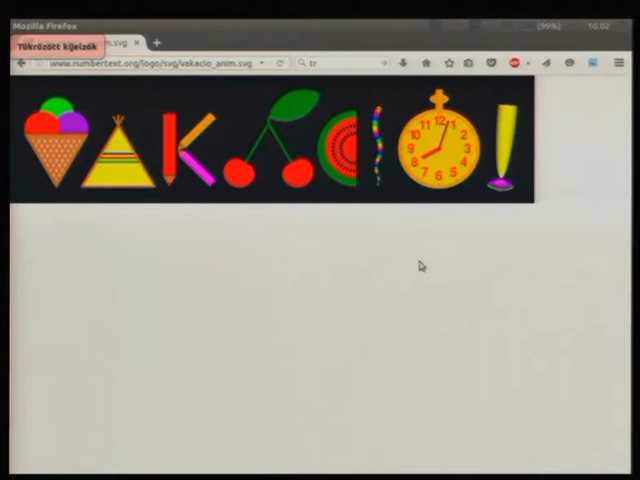 Mozilla Firefox
(99%) 10.02
Tükrözött kijelzők
m.svg
www.numbertext.org/logo/svg/vakacio_anim.svg
tr
VAKÁCIÓ!
12 1 2 3 4 5 6 7 8 9 10 11